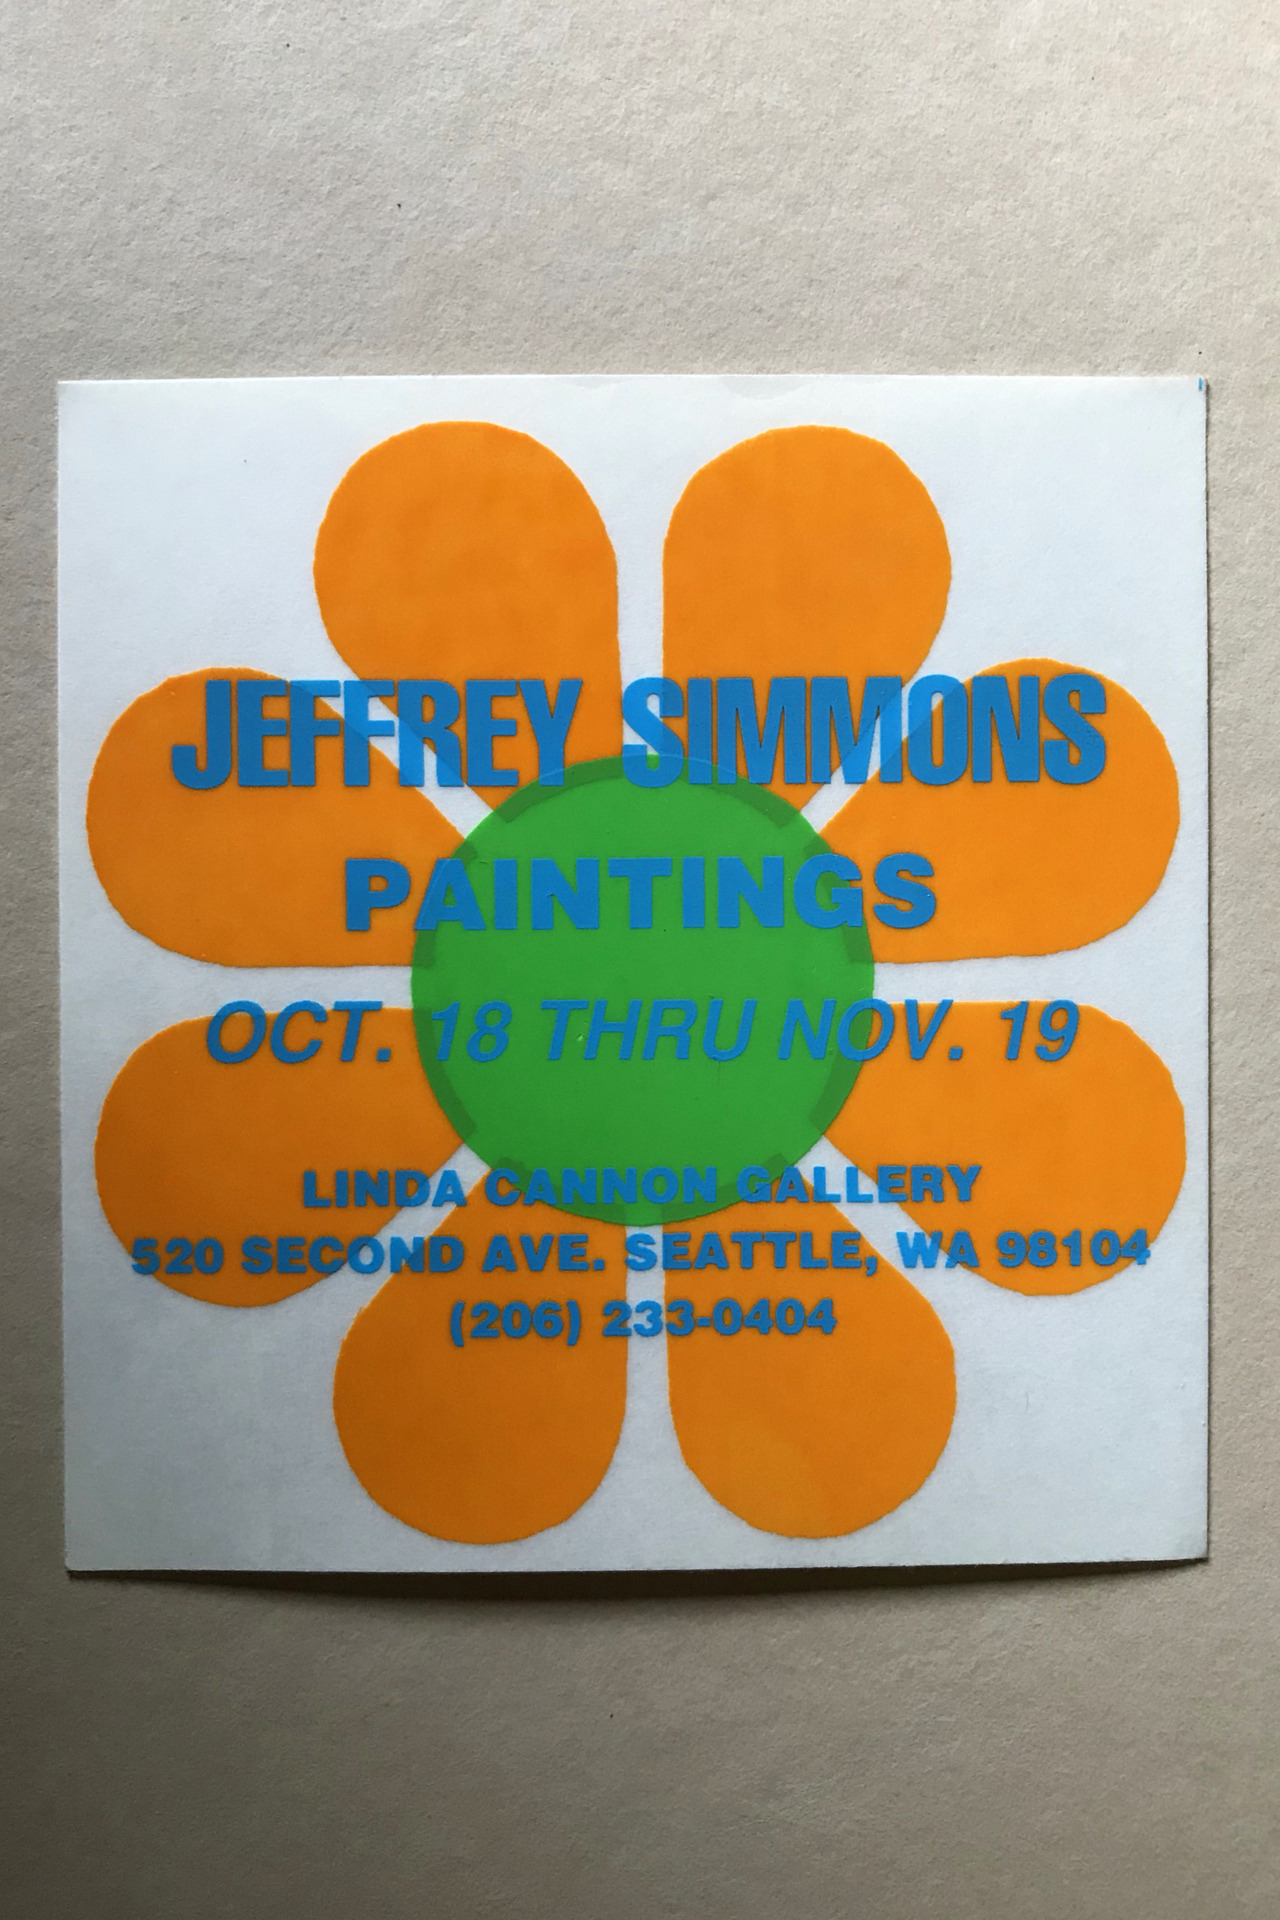 JEFFREY SIMMONS
PAINTINGS
OCT. 18 THRU NOV. 19
LINDA CANNON GALLERY
520 SECOND AVE. SEATTLE, WA 98104
(206) 233-0404